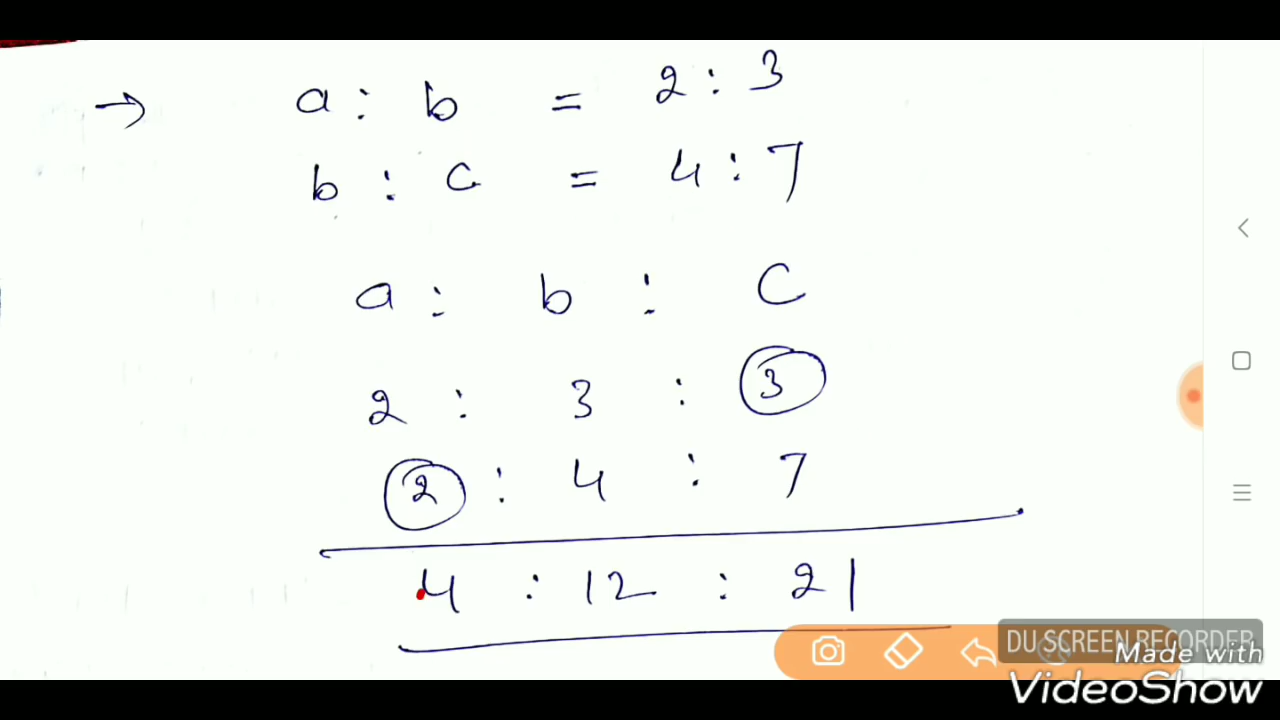 → a : b = 2 : 3
b : c = 4 : 7
a : b : c
2 : 3 : 3
2 : 4 : 7
4 : 12 : 21
DU SCREEN RECORDER
Made with
VideoShow